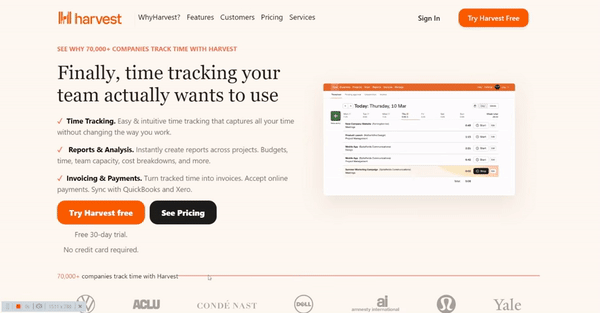 harvest
WhyHarvest? Features Customers Pricing Services
Sign In
Try Harvest Free
SEE WHY 70,000+ COMPANIES TRACK TIME WITH HARVEST
Finally, time tracking your
team actually wants to use
✓ Time Tracking. Easy & intuitive time tracking that captures all your time
without changing the way you work.
✓ Reports & Analysis. Instantly create reports across projects. Budgets,
time, team capacity, cost breakdowns, and more.
✓ Invoicing & Payments. Turn tracked time into invoices. Accept online
payments. Sync with QuickBooks and Xero.
Try Harvest free
See Pricing
Free 30-day trial.
No credit card required.
Today: Thursday, 10 Mar
70,000+ companies track time with Harvest
ACLU
CONDÉ NAST
DELL
ai
amnesty international
Yale